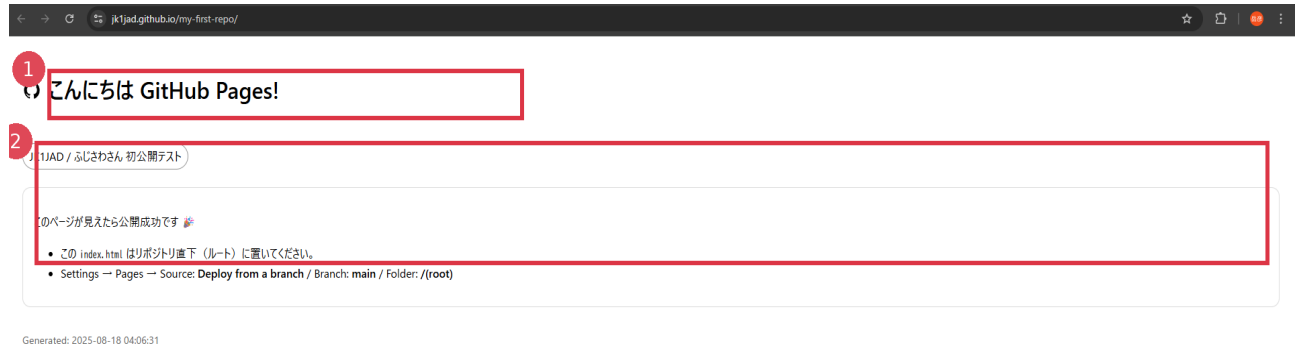 jk1jad.github.io/my-first-repo/
1
こんにちは GitHub Pages!
2
JK1JAD / ふじさわさん 初公開テスト
このページが見えたら公開成功です 🎉
• この index.html はリポジトリ直下（ルート）に置いてください。
• Settings → Pages → Source: Deploy from a branch / Branch: main / Folder: /(root)
Generated: 2025-08-18 04:06:31